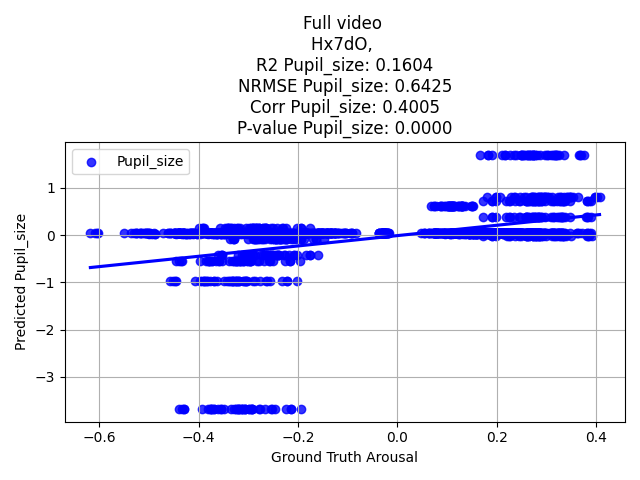 Full video
Hx7dO,
R2 Pupil_size: 0.1604
NRMSE Pupil_size: 0.6425
Corr Pupil_size: 0.4005
P-value Pupil_size: 0.0000
Pupil_size
1
0
−1
−2
−3
Predicted Pupil_size
−0.6
−0.4
−0.2
0.0
0.2
0.4
Ground Truth Arousal